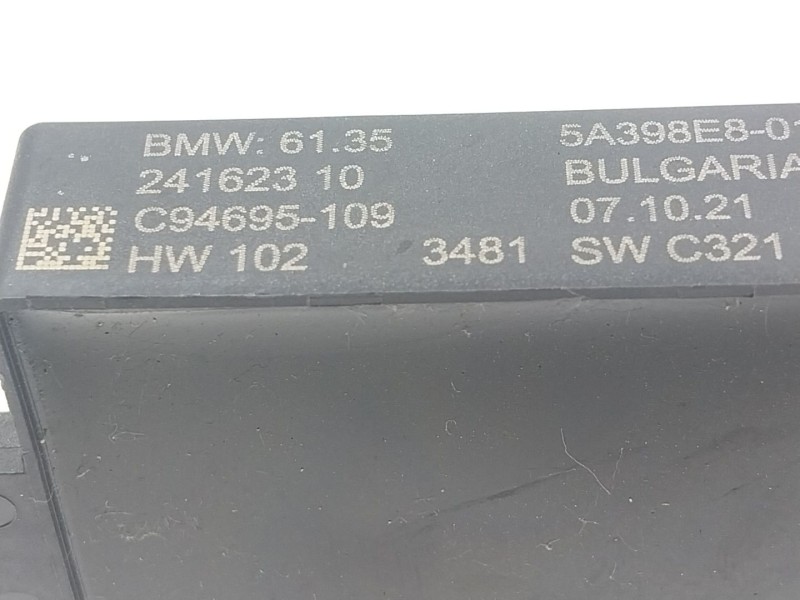 BMW: 61.35 5A398E8-01
241623 10 BULGARIA
C94695-109 07.10.21
HW 102 3481 SW C321